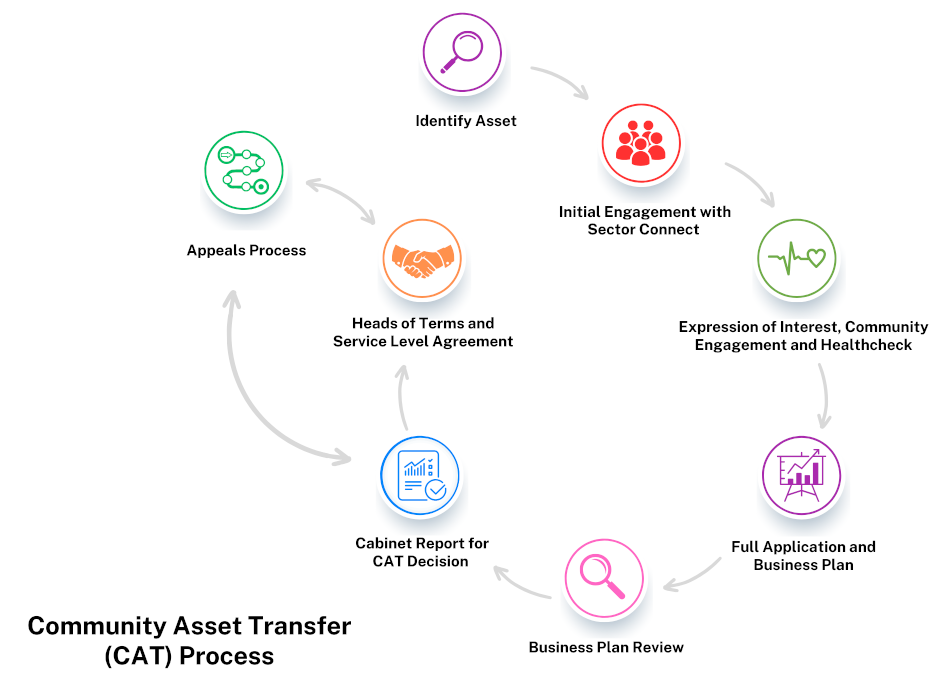 Identify Asset
Initial Engagement with
Sector Connect
Expression of Interest, Community
Engagement and Healthcheck
Full Application and
Business Plan
Business Plan Review
Cabinet Report for
CAT Decision
Heads of Terms and
Service Level Agreement
Appeals Process
Community Asset Transfer
(CAT) Process